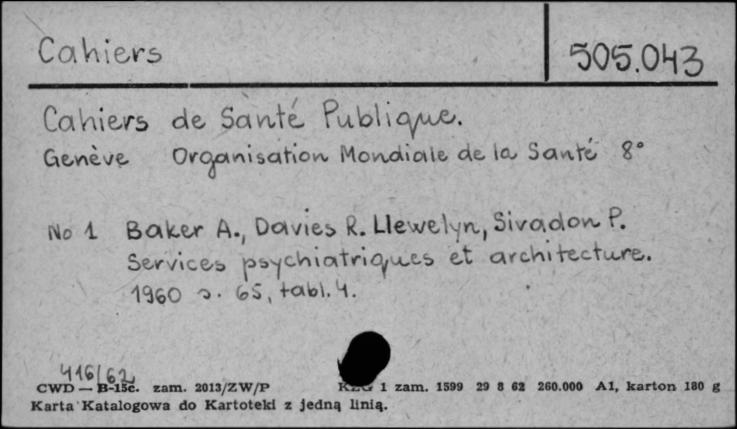 Cahiers
505.043
Cahiers de Santé Publique.
Genève Organisation Mondiale de la Santé 8°
No 1 Baker A., Davies R. Llewelyn, Sivadon P.
Services psychiatriques et architecture.
1960 s. 65, tabl. 4.
416/62
CWD — B-15c. zam. 2013/ZW/P KZG 1 zam. 1599 29 8 62 260.000 A1, karton 180 g
Karta Katalogowa do Kartoteki z jedną linią.